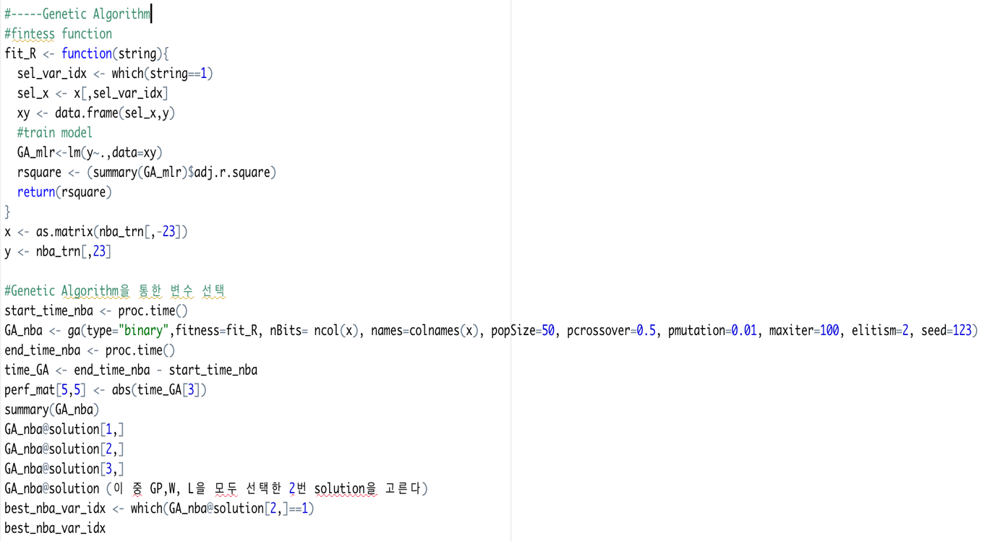 #-----Genetic Algorithm
#fintess function
fit_R <- function(string){
  sel_var_idx <- which(string==1)
  sel_x <- x[,sel_var_idx]
  xy <- data.frame(sel_x,y)
  #train model
  GA_mlr<-lm(y~.,data=xy)
  rsquare <- (summary(GA_mlr)$adj.r.square)
  return(rsquare)
}
x <- as.matrix(nba_trn[,-23])
y <- nba_trn[,23]

#Genetic Algorithm을 통한 변수 선택
start_time_nba <- proc.time()
GA_nba <- ga(type="binary",fitness=fit_R, nBits= ncol(x), names=colnames(x), popSize=50, pcrossover=0.5, pmutation=0.01, maxiter=100, elitism=2, seed=123)
end_time_nba <- proc.time()
time_GA <- end_time_nba - start_time_nba
perf_mat[5,5] <- abs(time_GA[3])
summary(GA_nba)
GA_nba@solution[1,]
GA_nba@solution[2,]
GA_nba@solution[3,]
GA_nba@solution (이 중 GP,W, L을 모두 선택한 2번 solution을 고른다)
best_nba_var_idx <- which(GA_nba@solution[2,]==1)
best_nba_var_idx